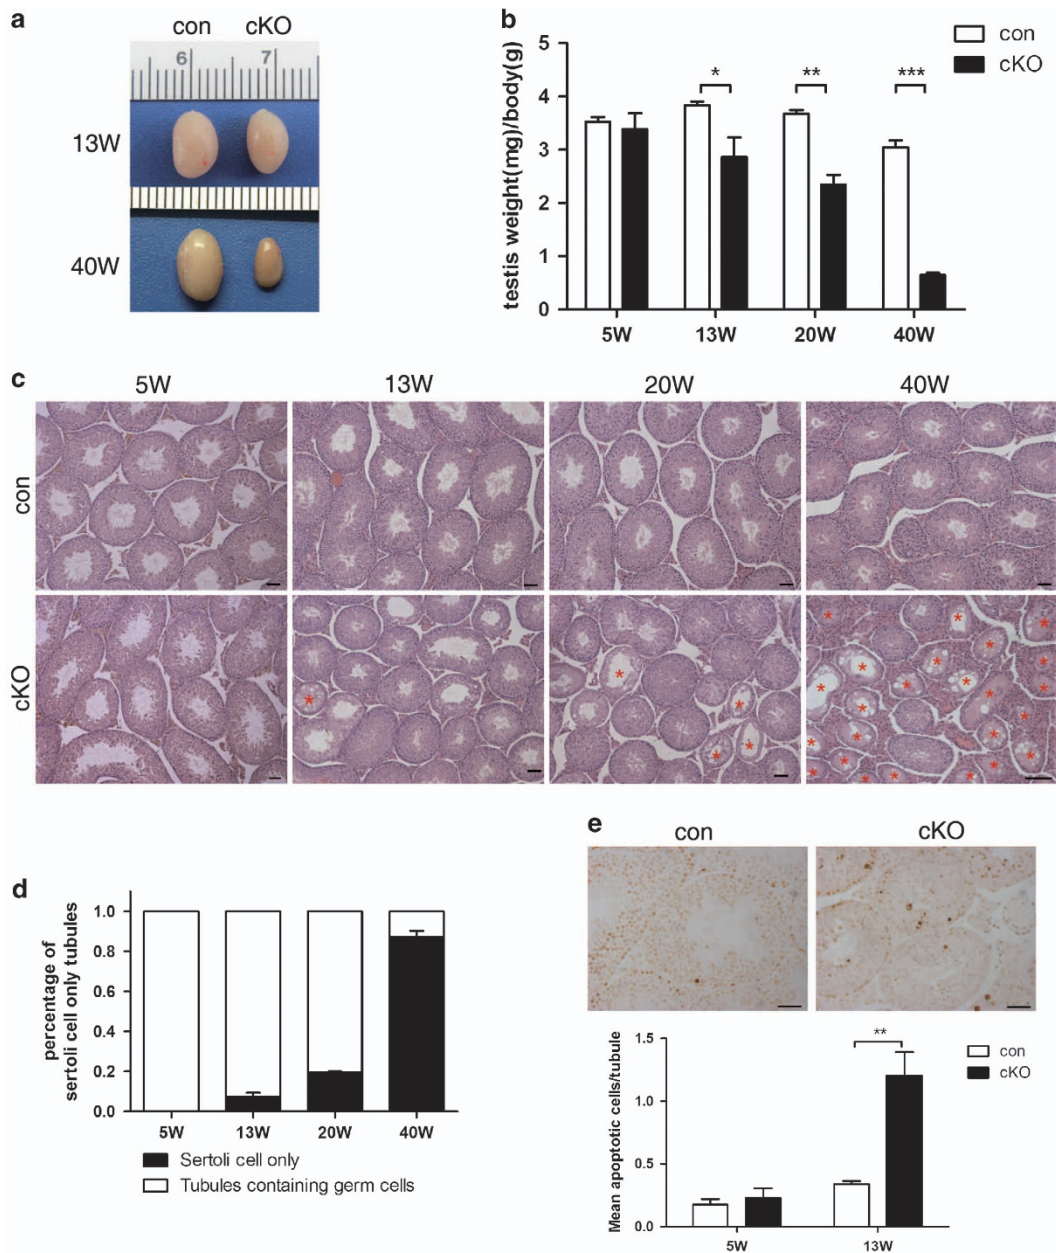 a
con cKO
6 7
13W
40W
b
con
cKO
testis weight(mg)/body(g)
5
4
3
2
1
0
* ** ***
5W 13W 20W 40W
c
5W 13W 20W 40W
con
cKO
*
* * * *
* * * * * * * * * * * * * * * * * * * * * *
d
percentage of
sertoli cell only tubules
1.0
0.8
0.6
0.4
0.2
0.0
5W 13W 20W 40W
Sertoli cell only
Tubules containing germ cells
e
con cKO
Mean apoptotic cells/tubule
1.5
1.0
0.5
0.0
**
con
cKO
5W 13W